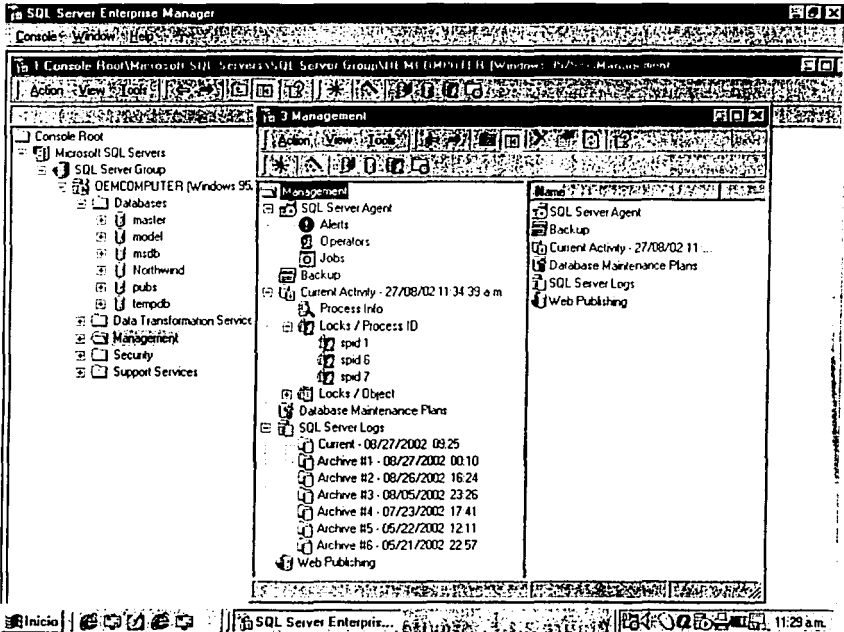 SQL Server Enterprise Manager
Console Window Help
1 Console Root\Microsoft SQL Servers\SQL Server Group\OEMCOMPUTER (Windows 95/98)\Management
Action View Tools
Console Root
Microsoft SQL Servers
SQL Server Group
OEMCOMPUTER (Windows 95.
Databases
master
model
msdb
Northwind
pubs
tempdb
Data Transformation Service
Management
Security
Support Services
3 Management
Action View Tools
Management
SQL Server Agent
Alerts
Operators
Jobs
Backup
Current Activity - 27/08/02 11:34:39 a m
Process Info
Locks / Process ID
spid 1
spid 6
spid 7
Locks / Object
Database Maintenance Plans
SQL Server Logs
Current - 08/27/2002 09:25
Archive #1 - 08/27/2002 00:10
Archive #2 - 08/26/2002 16:24
Archive #3 - 08/05/2002 23:26
Archive #4 - 07/23/2002 17:41
Archive #5 - 05/22/2002 12:11
Archive #6 - 05/21/2002 22:57
Web Publishing
Name
SQL Server Agent
Backup
Current Activity - 27/08/02 11:...
Database Maintenance Plans
SQL Server Logs
Web Publishing
Inicio
SQL Server Enterpris...
11:29 a.m.